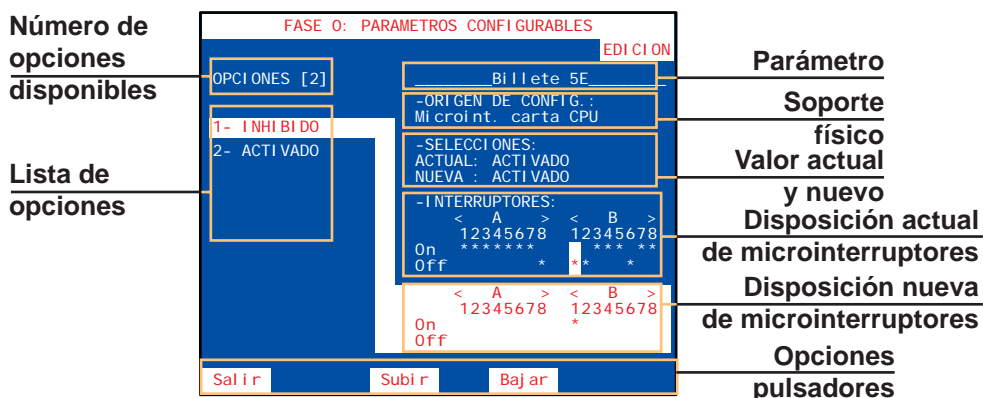 Número de
opciones
disponibles
Lista de
opciones
FASE 0: PARAMETROS CONFIGURABLES
EDICION
OPCIONES [2]
1- INHIBIDO
2- ACTIVADO
Billete 5E
-ORIGEN DE CONFIG.:
Microint. carta CPU
-SELECCIONES:
ACTUAL: ACTIVADO
NUEVA : ACTIVADO
-INTERRUPTORES:
< A > < B >
12345678 12345678
On ******* *** **
Off * ** *
< A > < B >
12345678 12345678
On *
Off
Salir Subir Bajar
Parámetro
Soporte
físico
Valor actual
y nuevo
Disposición actual
de microinterruptores
Disposición nueva
de microinterruptores
Opciones
pulsadores